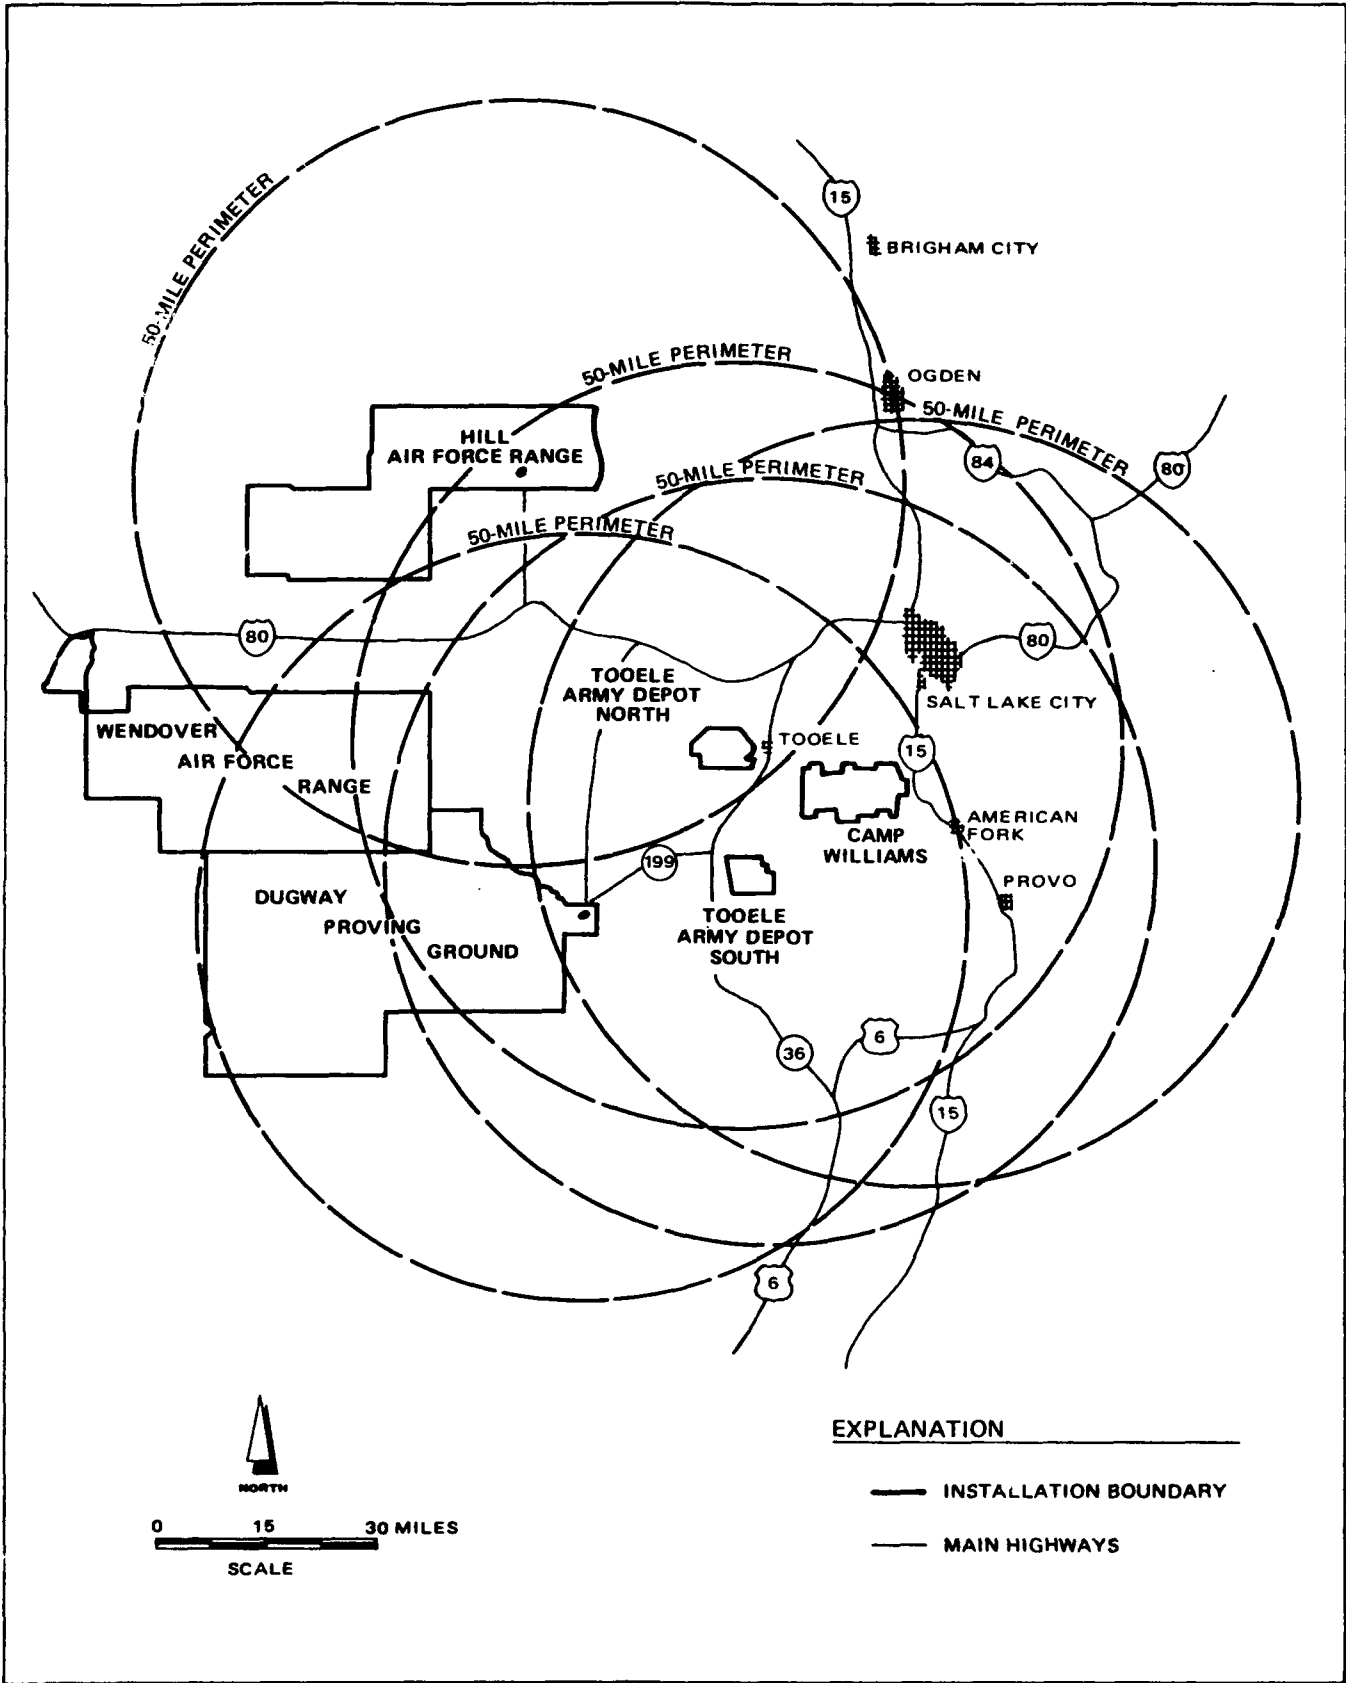 15
BRIGHAM CITY
50-MILE PERIMETER
50-MILE PERIMETER
OGDEN
50-MILE PERIMETER
HILL
AIR FORCE RANGE
84
80
50-MILE PERIMETER
50-MILE PERIMETER
80
80
TOOELE
ARMY DEPOT
NORTH
SALT LAKE CITY
WENDOVER
AIR FORCE
RANGE
TOOELE
15
AMERICAN
FORK
CAMP
WILLIAMS
199
PROVO
DUGWAY
PROVING
GROUND
TOOELE
ARMY DEPOT
SOUTH
36
6
15
6
NORTH
0 15 30 MILES
SCALE
EXPLANATION
INSTALLATION BOUNDARY
MAIN HIGHWAYS